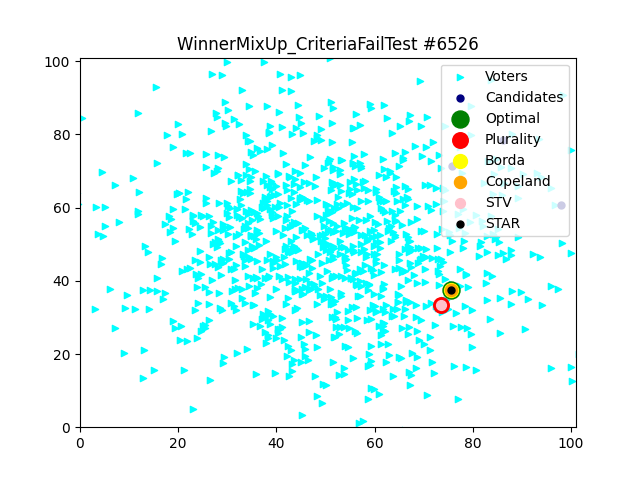 WinnerMixUp_CriteriaFailTest #6526
100
80
60
40
20
0
0 20 40 60 80 100
Voters
Candidates
Optimal
Plurality
Borda
Copeland
STV
STAR